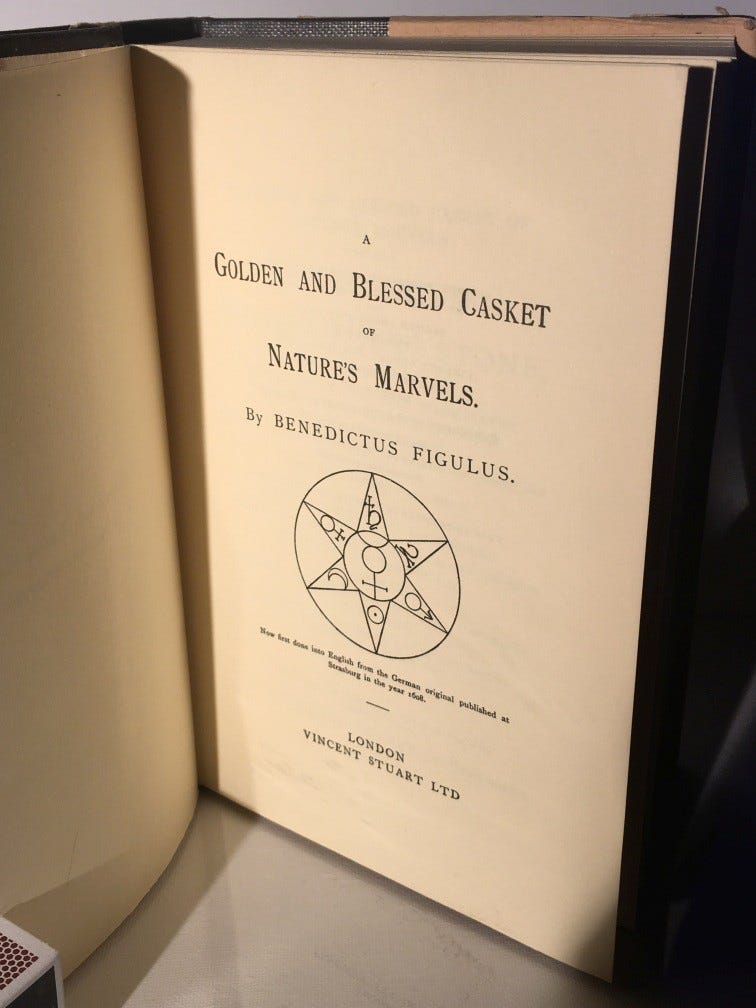 A
GOLDEN AND BLESSED CASKET
OF
NATURE'S MARVELS.
By BENEDICTUS FIGULUS.
Now first done into English from the German original published at
Strasburg in the year 1608.
LONDON
VINCENT STUART LTD